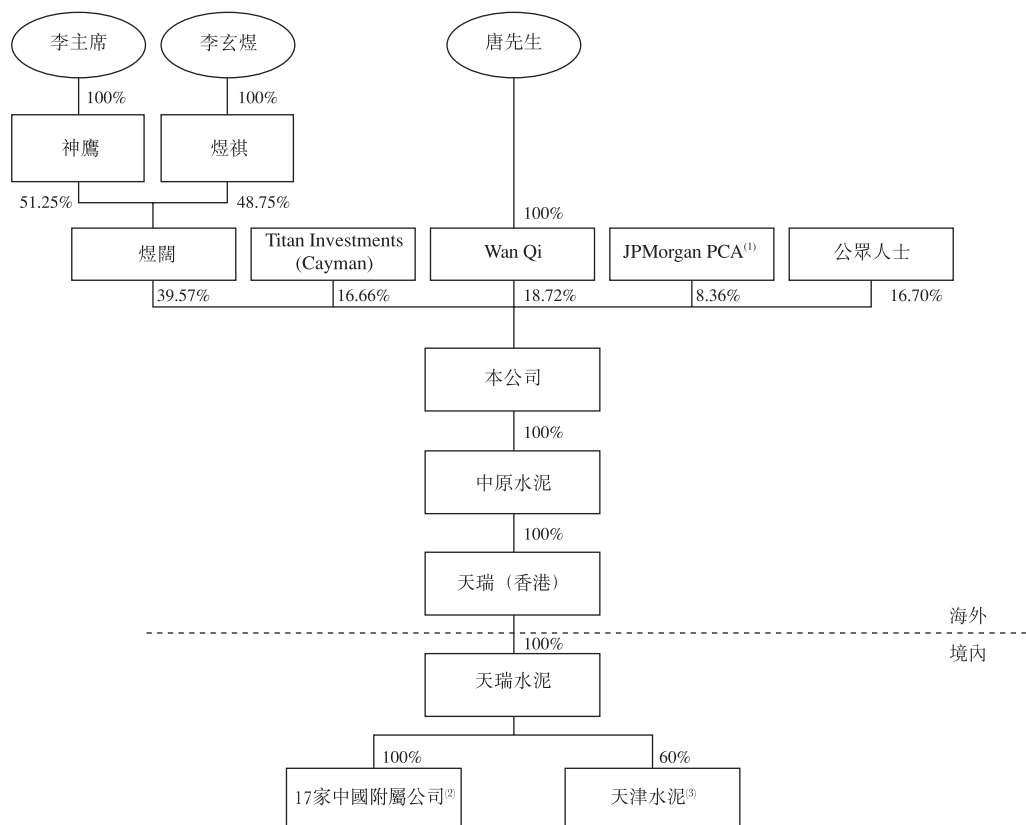 李主席
李玄煜
唐先生
100%
100%
神鷹
煜祺
51.25%
48.75%
100%
煜闊
Titan Investments
(Cayman)
Wan Qi
JPMorgan PCA(1)
公眾人士
39.57%
16.66%
18.72%
8.36%
16.70%
本公司
100%
中原水泥
100%
天瑞（香港）
海外
100%
境內
天瑞水泥
100%
60%
17家中國附屬公司(2)
天津水泥(3)